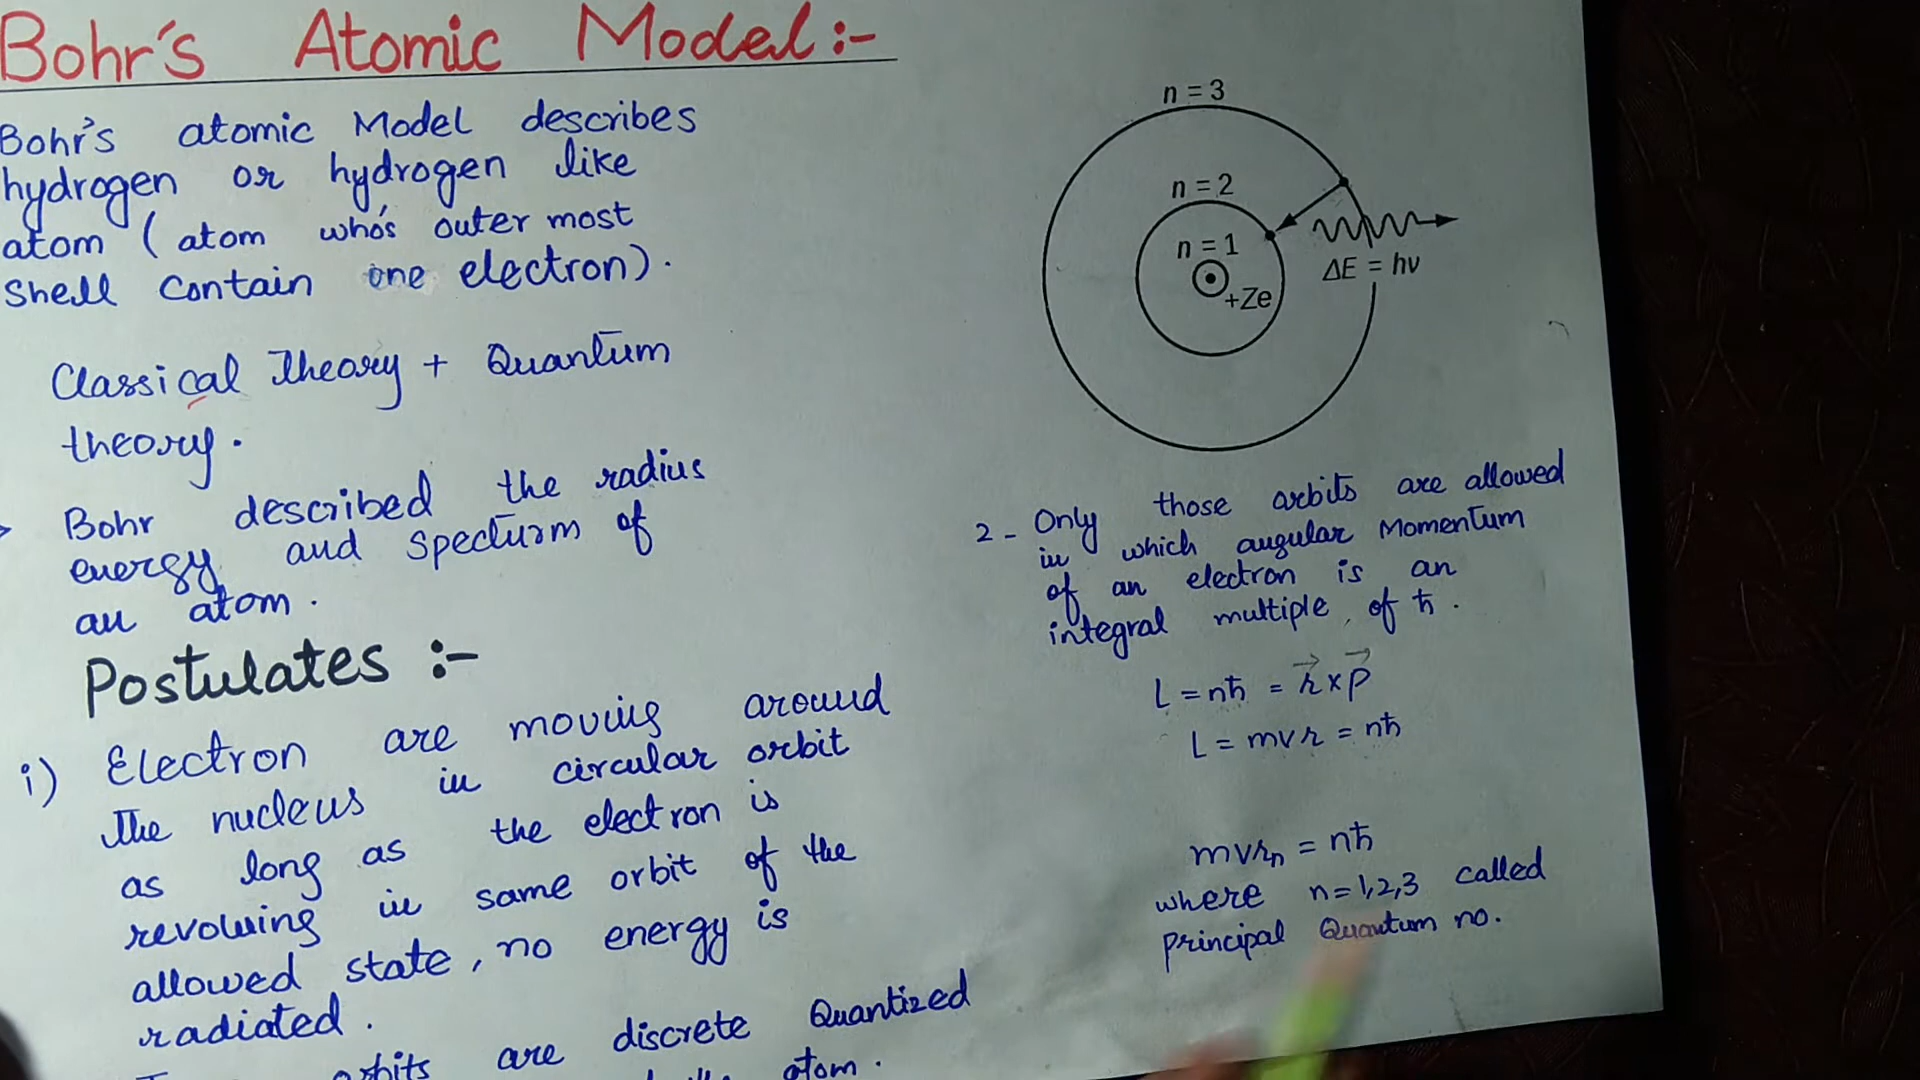 Bohr's Atomic Model:-
Bohr's atomic Model describes
hydrogen or hydrogen like
atom (atom who's outer most
shell contain one electron).
Classical Theory + Quantum
theory.
Bohr described the radius
energy and specturm of
an atom.
Postulates :-
i) Electron are moving around
the nucleus in circular orbit
as long as the electron is
revolving in same orbit of the
allowed state, no energy is
radiated.
orbits are discrete Quantized
atom.
n = 3
n = 2
n = 1
+Ze
ΔE = hν
2 - Only those orbits are allowed
in which angular Momentum
of an electron is an
integral multiple of ħ.
L = nħ = r⃗ × p⃗
L = mvr = nħ
mvrₙ = nħ
where n=1,2,3 called
principal Quantum no.